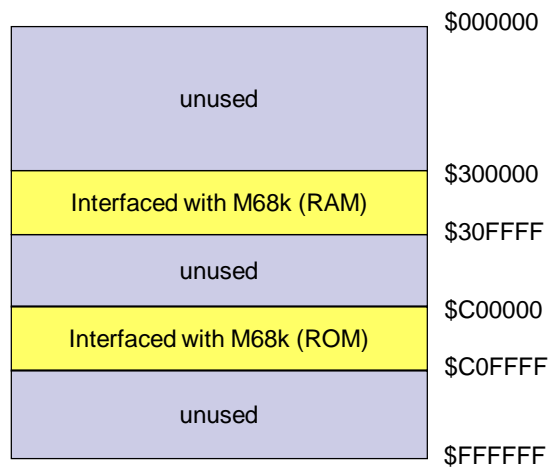 $000000
unused
$300000
Interfaced with M68k (RAM)
$30FFFF
unused
$C00000
Interfaced with M68k (ROM)
$C0FFFF
unused
$FFFFFF